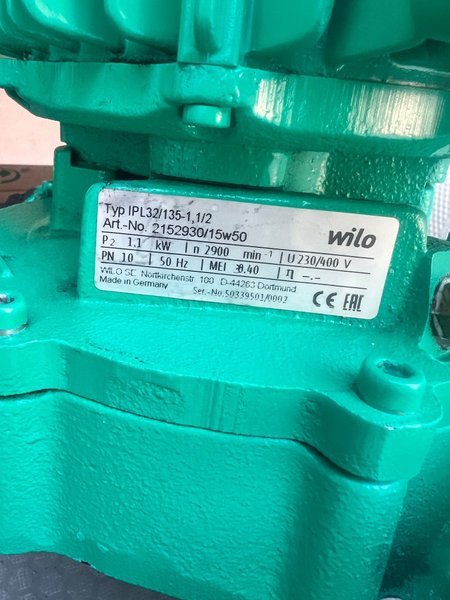 Typ IPL32/135-1,1/2
Art.-No. 2152930/15w50
wilo
P2 1.1 kW n 2900 min⁻¹ U 230/400 V
PN 10 50 Hz MEI ≥0.40 η -.-
WILO SE Nortkirchenstr. 100 D-44263 Dortmund
Made in Germany Ser.-No. 50339501/0002
CE EAC